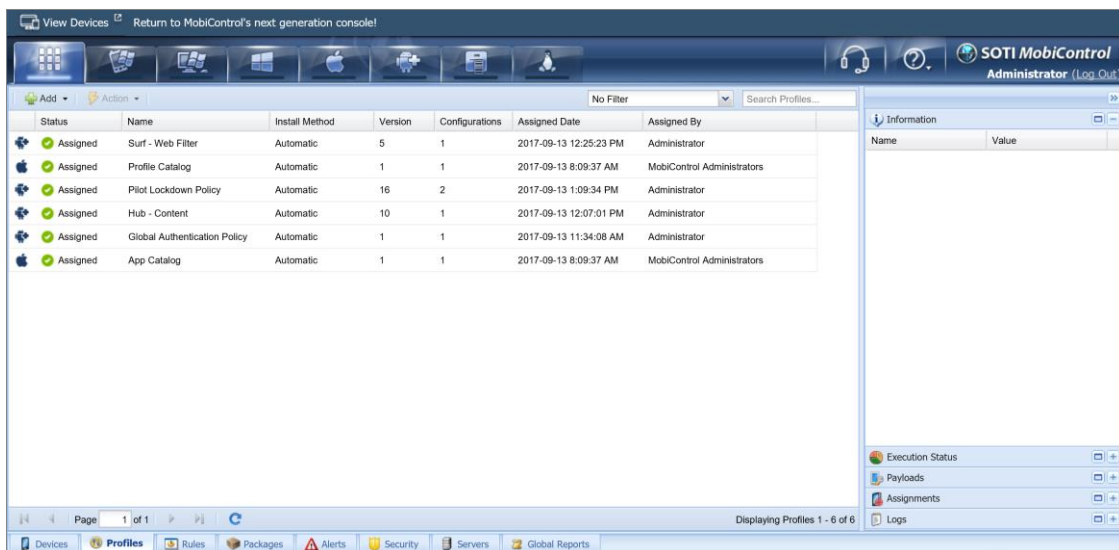 View Devices Return to MobiControl's next generation console!
SOTI MobiControl
Administrator (Log Out
Add Action No Filter Search Profiles...
Status Name Install Method Version Configurations Assigned Date Assigned By
Assigned Surf - Web Filter Automatic 5 1 2017-09-13 12:25:23 PM Administrator
Assigned Profile Catalog Automatic 1 1 2017-09-13 8:09:37 AM MobiControl Administrators
Assigned Pilot Lockdown Policy Automatic 16 2 2017-09-13 1:09:34 PM Administrator
Assigned Hub - Content Automatic 10 1 2017-09-13 12:07:01 PM Administrator
Assigned Global Authentication Policy Automatic 1 1 2017-09-13 11:34:08 AM Administrator
Assigned App Catalog Automatic 1 1 2017-09-13 8:09:37 AM MobiControl Administrators
Information
Name Value
Execution Status
Payloads
Assignments
Logs
Page 1 of 1 Displaying Profiles 1 - 6 of 6
Devices Profiles Rules Packages Alerts Security Servers Global Reports